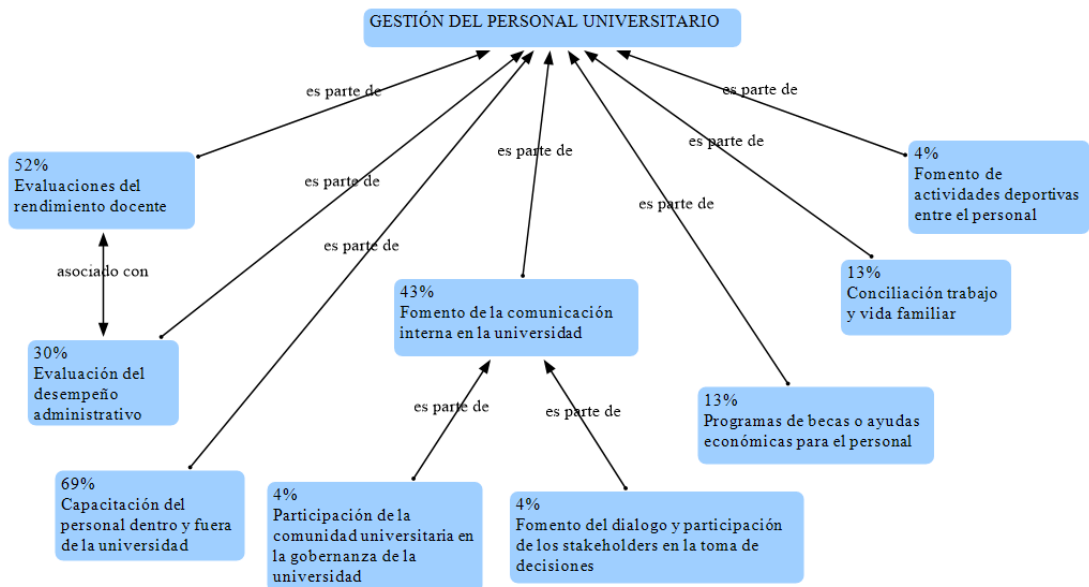 GESTIÓN DEL PERSONAL UNIVERSITARIO
es parte de
es parte de
es parte de
es parte de
es parte de
es parte de
es parte de
52%
Evaluaciones del
rendimiento docente
4%
Fomento de
actividades deportivas
entre el personal
asociado con
43%
Fomento de la comunicación
interna en la universidad
13%
Conciliación trabajo
y vida familiar
30%
Evaluación del
desempeño
administrativo
es parte de
es parte de
13%
Programas de becas o ayudas
económicas para el personal
69%
Capacitación del
personal dentro y fuera
de la universidad
4%
Participación de la
comunidad universitaria en
la gobernanza de la
universidad
4%
Fomento del dialogo y participación
de los stakeholders en la toma de
decisiones